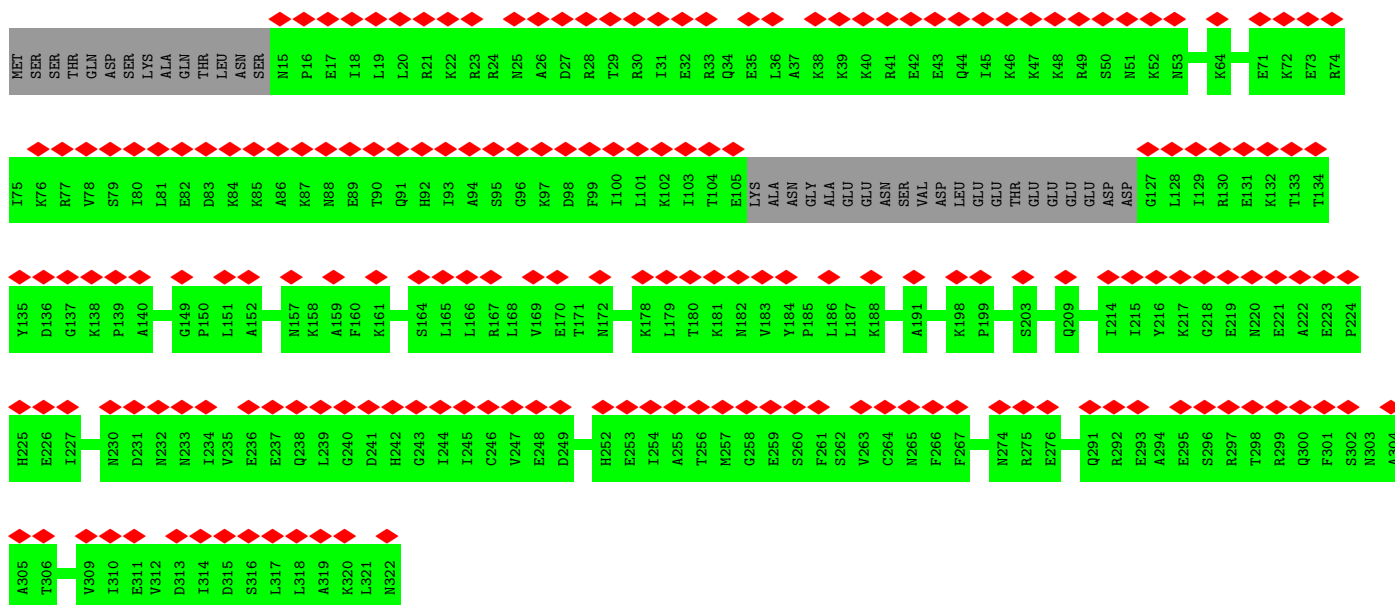 MET SER SER THR GLN ASP SER LYS ALA GLN THR LEU ASN SER N15 P16 E17 I18 L19 L20 R21 K22 R23 R24 N25 A26 D27 R28 T29 R30 I31 E32 R33 Q34 E35 L36 A37 K38 K39 K40 R41 E42 E43 Q44 I45 K46 K47 K48 R49 S50 N51 K52 N53 K64 E71 K72 E73 R74
I75 K76 R77 V78 S79 I80 L81 E82 D83 K84 K85 A86 K87 N88 E89 T90 Q91 H92 I93 A94 S95 G96 K97 D98 F99 I100 L101 K102 I103 T104 E105 LYS ALA ASN GLY ALA GLU GLU ASN SER VAL ASP LEU GLU GLU THR GLU GLU GLU GLU ASP ASP G127 L128 I129 R130 E131 K132 T133 T134
Y135 D136 G137 K138 P139 A140 G149 P150 L151 A152 N157 K158 A159 F160 K161 S164 L165 L166 R167 L168 V169 E170 T171 N172 K178 L179 T180 K181 N182 V183 Y184 P185 L186 L187 K188 A191 K198 P199 S203 Q209 I214 I215 Y216 K217 G218 E219 N220 E221 A222 E223 P224
H225 E226 I227 N230 D231 N232 N233 I234 V235 E236 E237 Q238 L239 G240 D241 H242 G243 I244 I245 C246 V247 E248 D249 H252 E253 I254 A255 T256 M257 G258 E259 S260 F261 S262 V263 C264 N265 F266 F267 N274 R275 E276 Q291 R292 E293 A294 E295 S296 R297 T298 R299 Q300 F301 S302 N303 A304
A305 T306 V309 I310 E311 V312 D313 I314 D315 S316 L317 L318 A319 K320 L321 N322